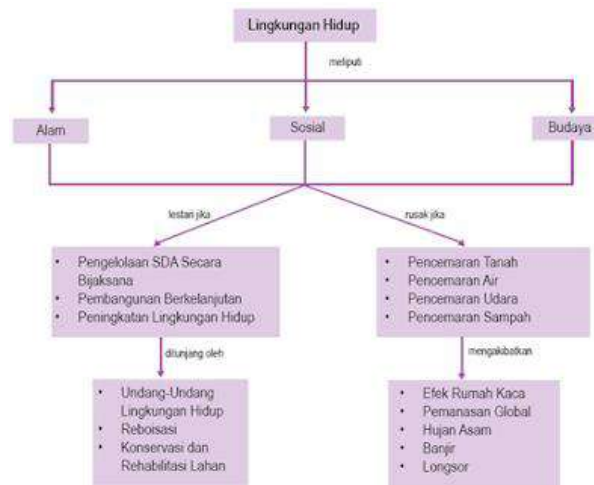 Lingkungan Hidup
meliputi
Alam
Sosial
Budaya
lestari jika
rusak jika
• Pengelolaan SDA Secara
Bijaksana
• Pembangunan Berkelanjutan
• Peningkatan Lingkungan Hidup
• Pencemaran Tanah
• Pencemaran Air
• Pencemaran Udara
• Pencemaran Sampah
ditunjang oleh
mengakibatkan
• Undang-Undang
Lingkungan Hidup
• Reboisasi
• Konservasi dan
Rehabilitasi Lahan
• Efek Rumah Kaca
• Pemanasan Global
• Hujan Asam
• Banjir
• Longsor